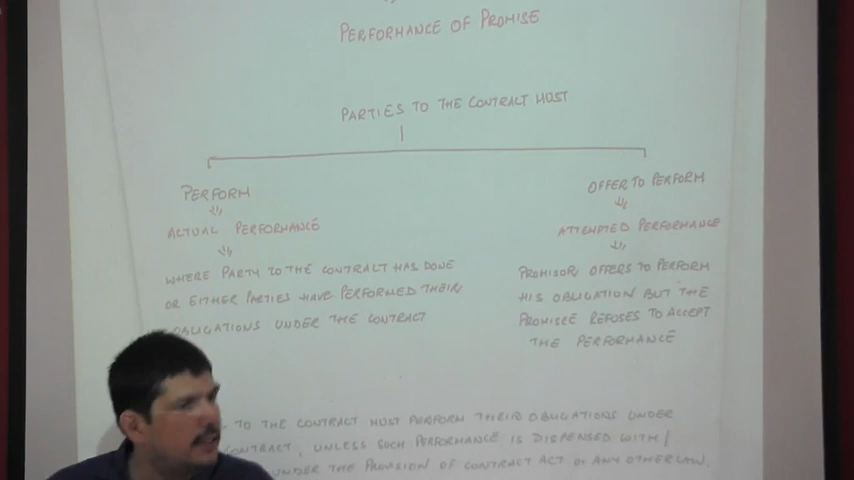 PERFORMANCE OF PROMISE
PARTIES TO THE CONTRACT MUST
PERFORM
ACTUAL PERFORMANCE
WHERE PARTY TO THE CONTRACT HAS DONE
OR EITHER PARTIES HAVE PERFORMED THEIR
OBLIGATIONS UNDER THE CONTRACT
OFFER TO PERFORM
ATTEMPTED PERFORMANCE
PROMISOR OFFERS TO PERFORM
HIS OBLIGATION BUT THE
PROMISEE REFUSES TO ACCEPT
THE PERFORMANCE
TO THE CONTRACT MUST PERFORM THEIR OBLIGATIONS UNDER
CONTRACT, UNLESS SUCH PERFORMANCE IS DISPENSED WITH/
UNDER THE PROVISION OF CONTRACT ACT OR ANY OTHER LAW.